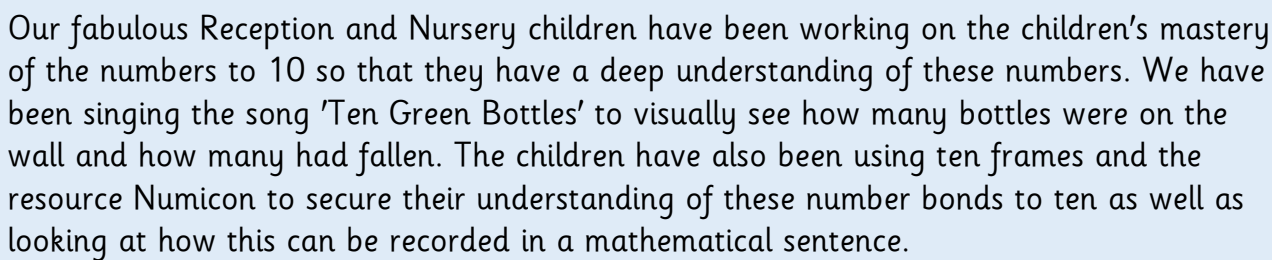 Our fabulous Reception and Nursery children have been working on the children's mastery
of the numbers to 10 so that they have a deep understanding of these numbers. We have
been singing the song 'Ten Green Bottles' to visually see how many bottles were on the
wall and how many had fallen. The children have also been using ten frames and the
resource Numicon to secure their understanding of these number bonds to ten as well as
looking at how this can be recorded in a mathematical sentence.